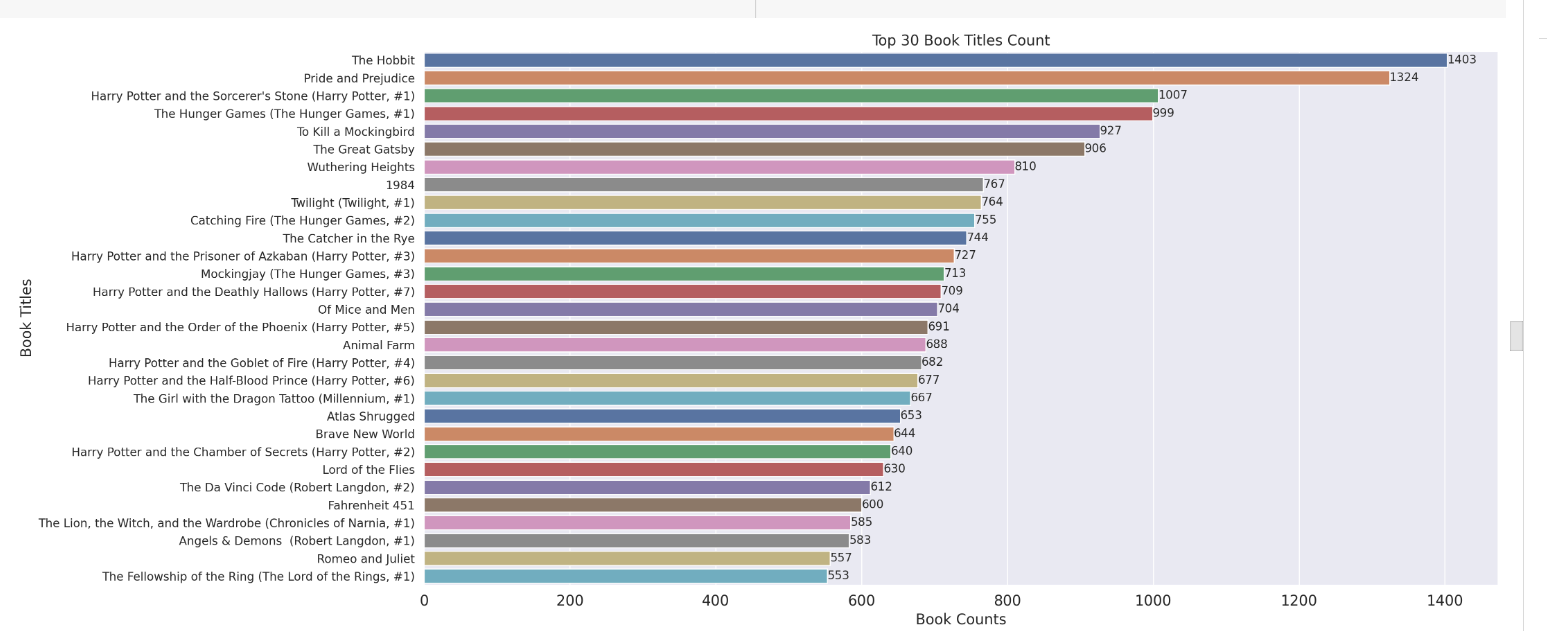 Top 30 Book Titles Count
The Hobbit 1403
Pride and Prejudice 1324
Harry Potter and the Sorcerer's Stone (Harry Potter, #1) 1007
The Hunger Games (The Hunger Games, #1) 999
To Kill a Mockingbird 927
The Great Gatsby 906
Wuthering Heights 810
1984 767
Twilight (Twilight, #1) 764
Catching Fire (The Hunger Games, #2) 755
The Catcher in the Rye 744
Harry Potter and the Prisoner of Azkaban (Harry Potter, #3) 727
Mockingjay (The Hunger Games, #3) 713
Harry Potter and the Deathly Hallows (Harry Potter, #7) 709
Of Mice and Men 704
Harry Potter and the Order of the Phoenix (Harry Potter, #5) 691
Animal Farm 688
Harry Potter and the Goblet of Fire (Harry Potter, #4) 682
Harry Potter and the Half-Blood Prince (Harry Potter, #6) 677
The Girl with the Dragon Tattoo (Millennium, #1) 667
Atlas Shrugged 653
Brave New World 644
Harry Potter and the Chamber of Secrets (Harry Potter, #2) 640
Lord of the Flies 630
The Da Vinci Code (Robert Langdon, #2) 612
Fahrenheit 451 600
The Lion, the Witch, and the Wardrobe (Chronicles of Narnia, #1) 585
Angels & Demons  (Robert Langdon, #1) 583
Romeo and Juliet 557
The Fellowship of the Ring (The Lord of the Rings, #1) 553
Book Titles
0 200 400 600 800 1000 1200 1400
Book Counts